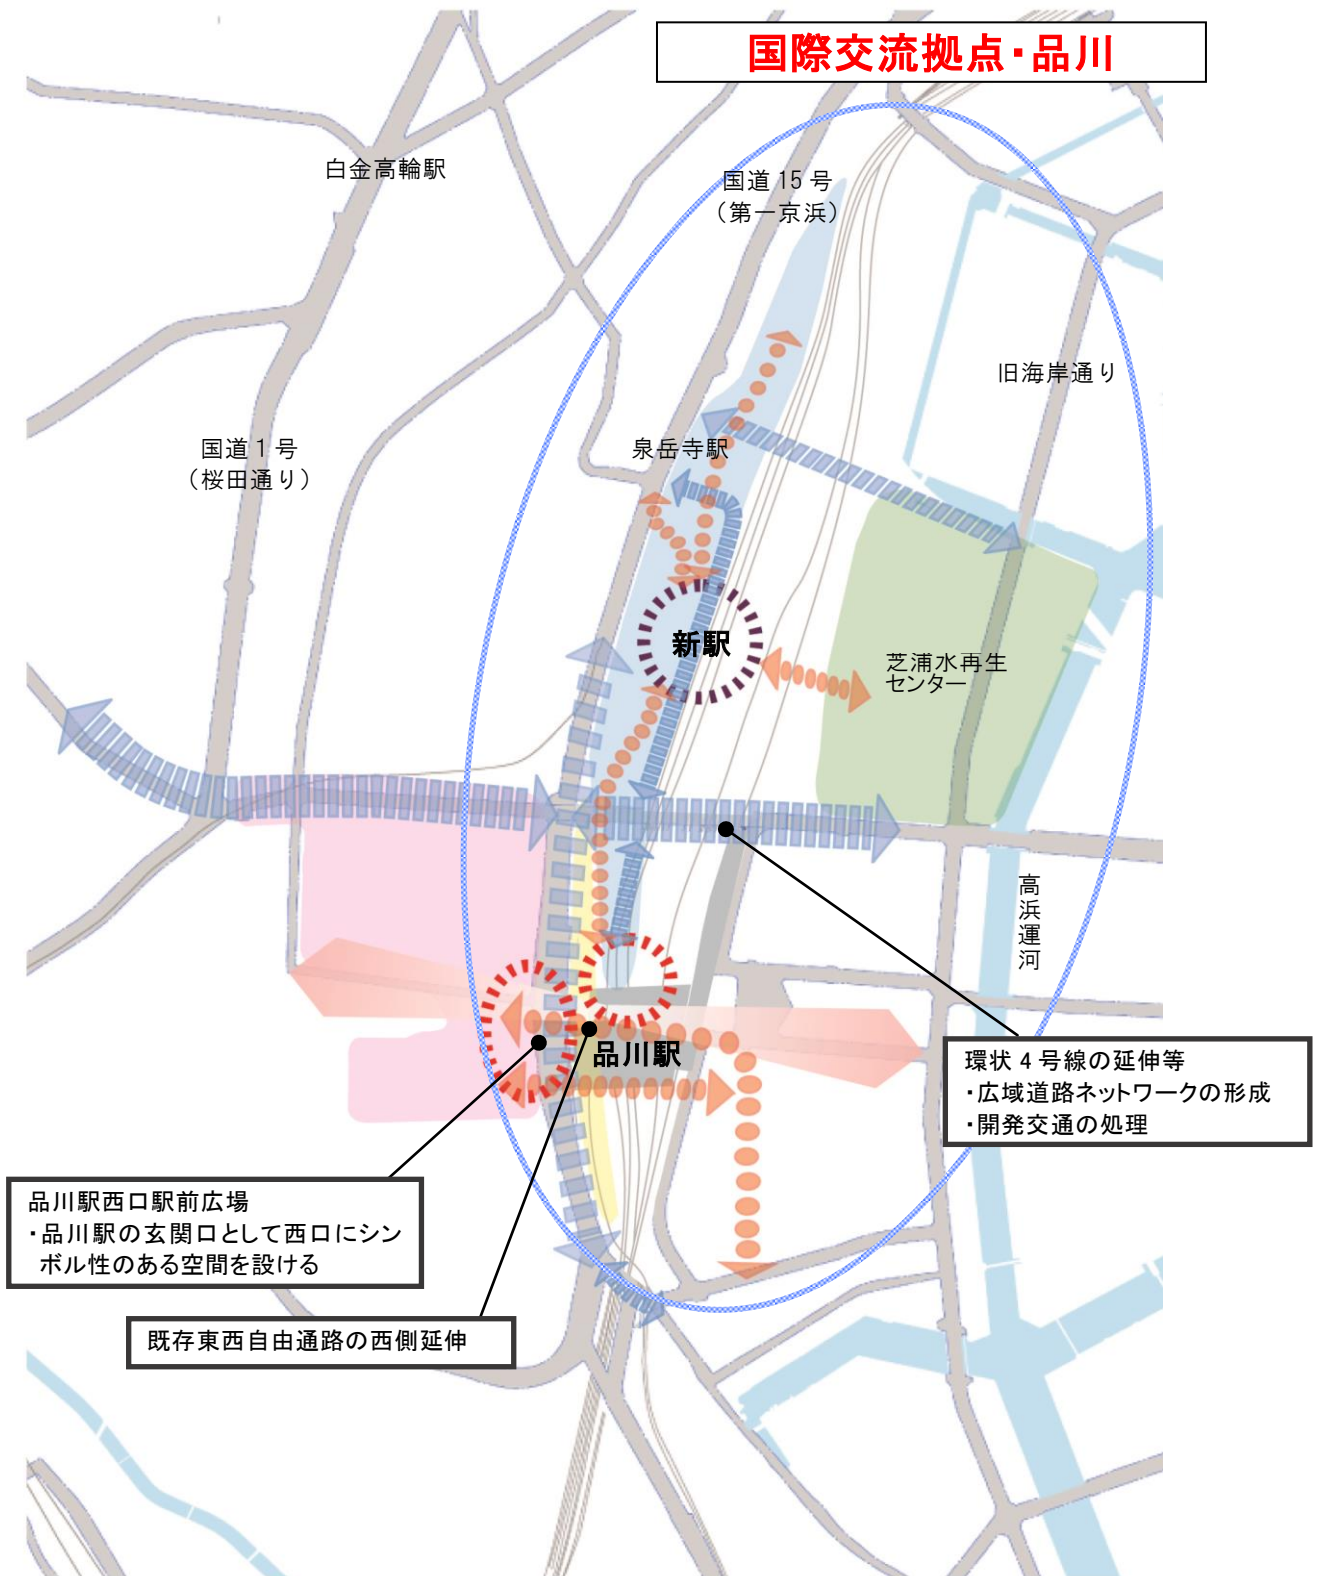 国際交流拠点・品川
白金高輪駅
国道15号
（第一京浜）
旧海岸通り
国道1号
（桜田通り）
泉岳寺駅
新駅
芝浦水再生
センター
高浜運河
品川駅
環状4号線の延伸等
・広域道路ネットワークの形成
・開発交通の処理
品川駅西口駅前広場
・品川駅の玄関口として西口にシン
ボル性のある空間を設ける
既存東西自由通路の西側延伸